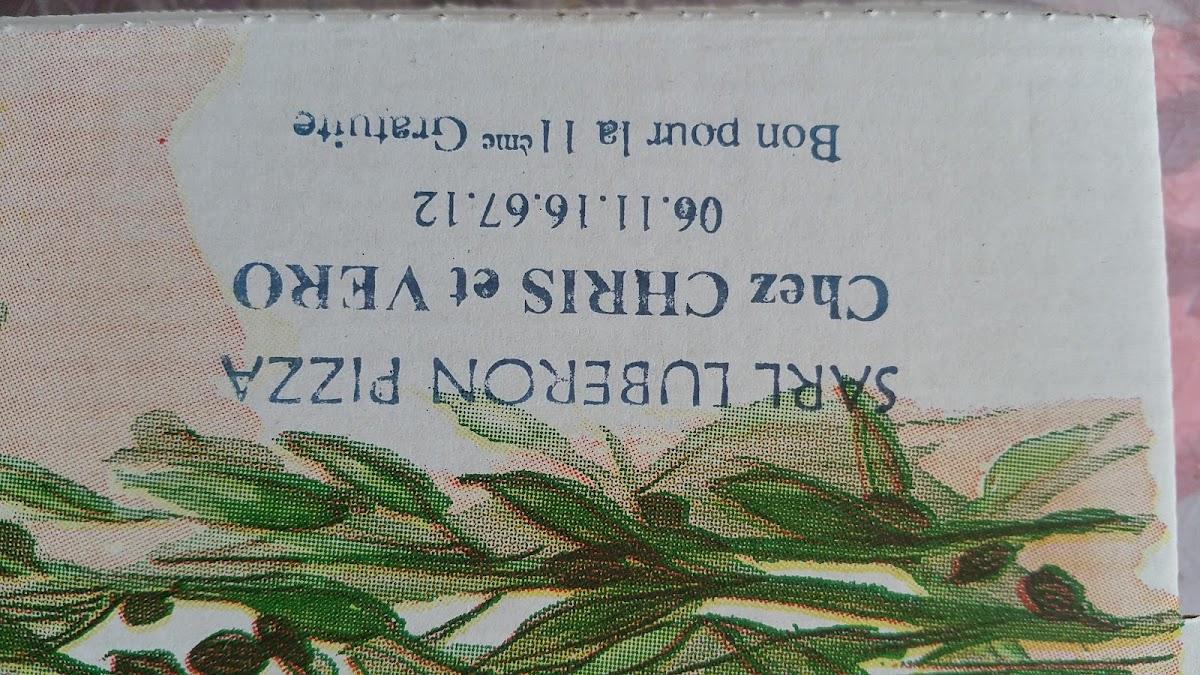 SARL LUBERON PIZZA
Chez CHRIS et VERO
06.11.16.67.12
Bon pour la 11ème Gratuite